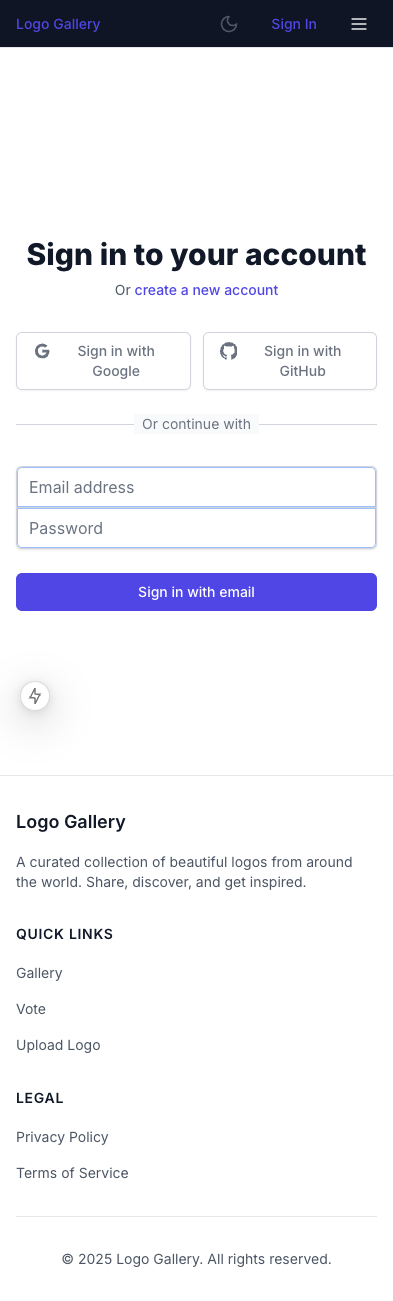 Logo Gallery
Sign In
Sign in to your account
Or create a new account
Sign in with
Google
Sign in with
GitHub
Or continue with
Email address
Password
Sign in with email
Logo Gallery
A curated collection of beautiful logos from around
the world. Share, discover, and get inspired.
QUICK LINKS
Gallery
Vote
Upload Logo
LEGAL
Privacy Policy
Terms of Service
© 2025 Logo Gallery. All rights reserved.